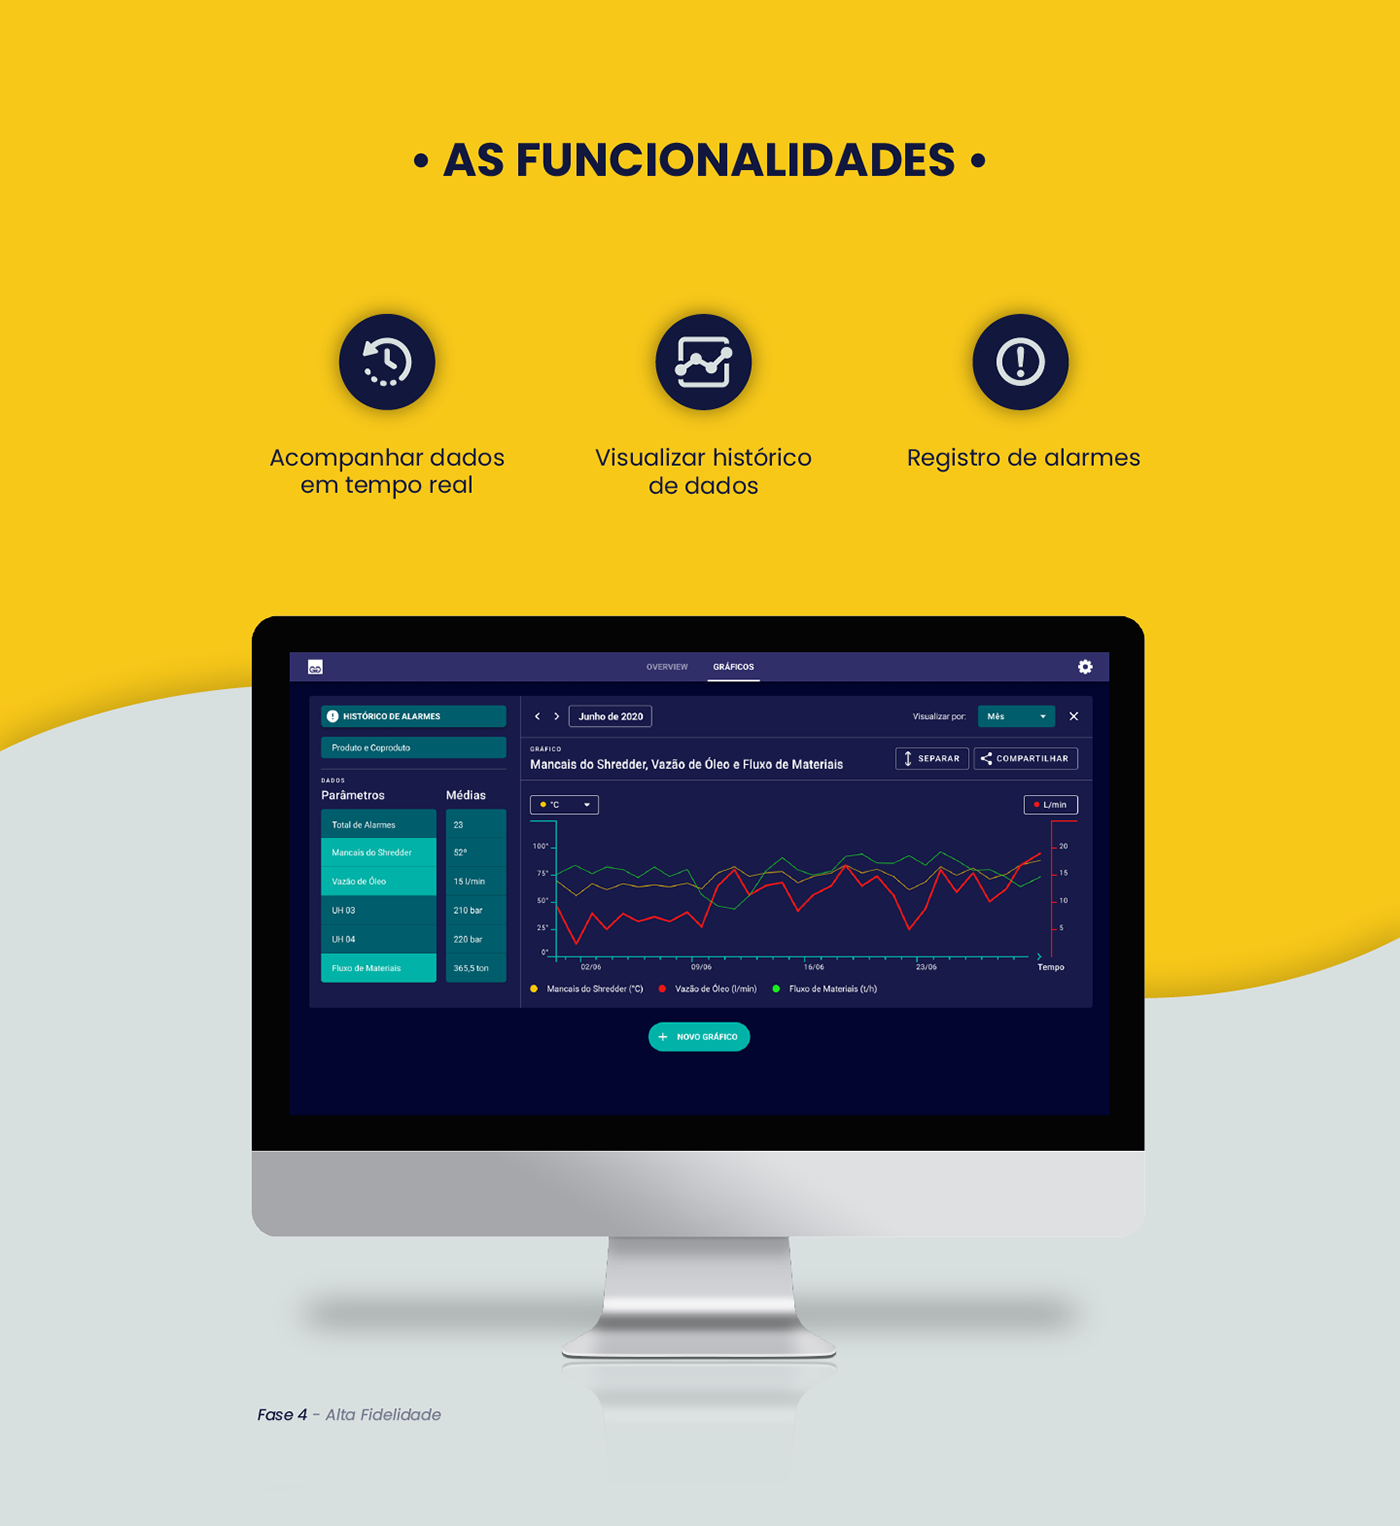 • AS FUNCIONALIDADES •
Acompanhar dados
em tempo real
Visualizar histórico
de dados
Registro de alarmes
OVERVIEW
GRÁFICOS
HISTÓRICO DE ALARMES
Produto e Coproduto
DADOS
Parâmetros
Médias
Total de Alarmes
23
Mancais do Shredder
52º
Vazão de Óleo
15 l/min
UH 03
210 bar
UH 04
220 bar
Fluxo de Materiais
365,5 ton
Junho de 2020
Visualizar por:
Mês
GRÁFICO
Mancais do Shredder, Vazão de Óleo e Fluxo de Materiais
SEPARAR
COMPARTILHAR
°C
L/min
100°
75°
50°
25°
0°
20
15
10
5
02/06
09/06
16/06
23/06
Tempo
Mancais do Shredder (°C)
Vazão de Óleo (l/min)
Fluxo de Materiais (t/h)
+ NOVO GRÁFICO
Fase 4 - Alta Fidelidade